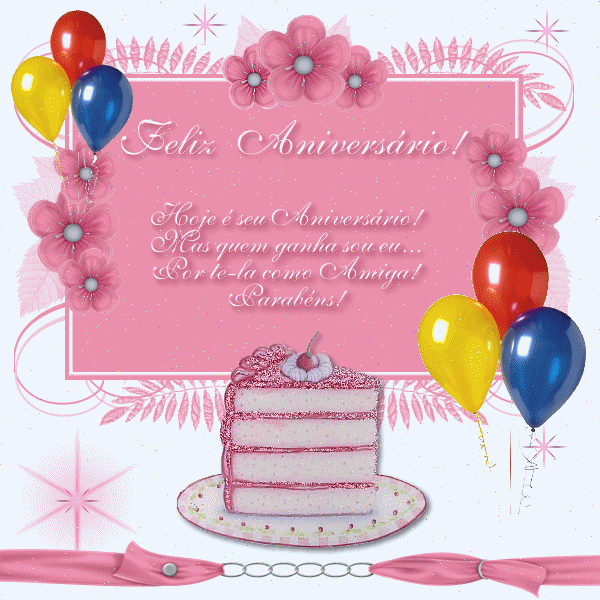 Feliz Aniversário!
Hoje é seu Aniversário!
Mas quem ganha sou eu...
Por te-la como Amiga!
Parabéns!